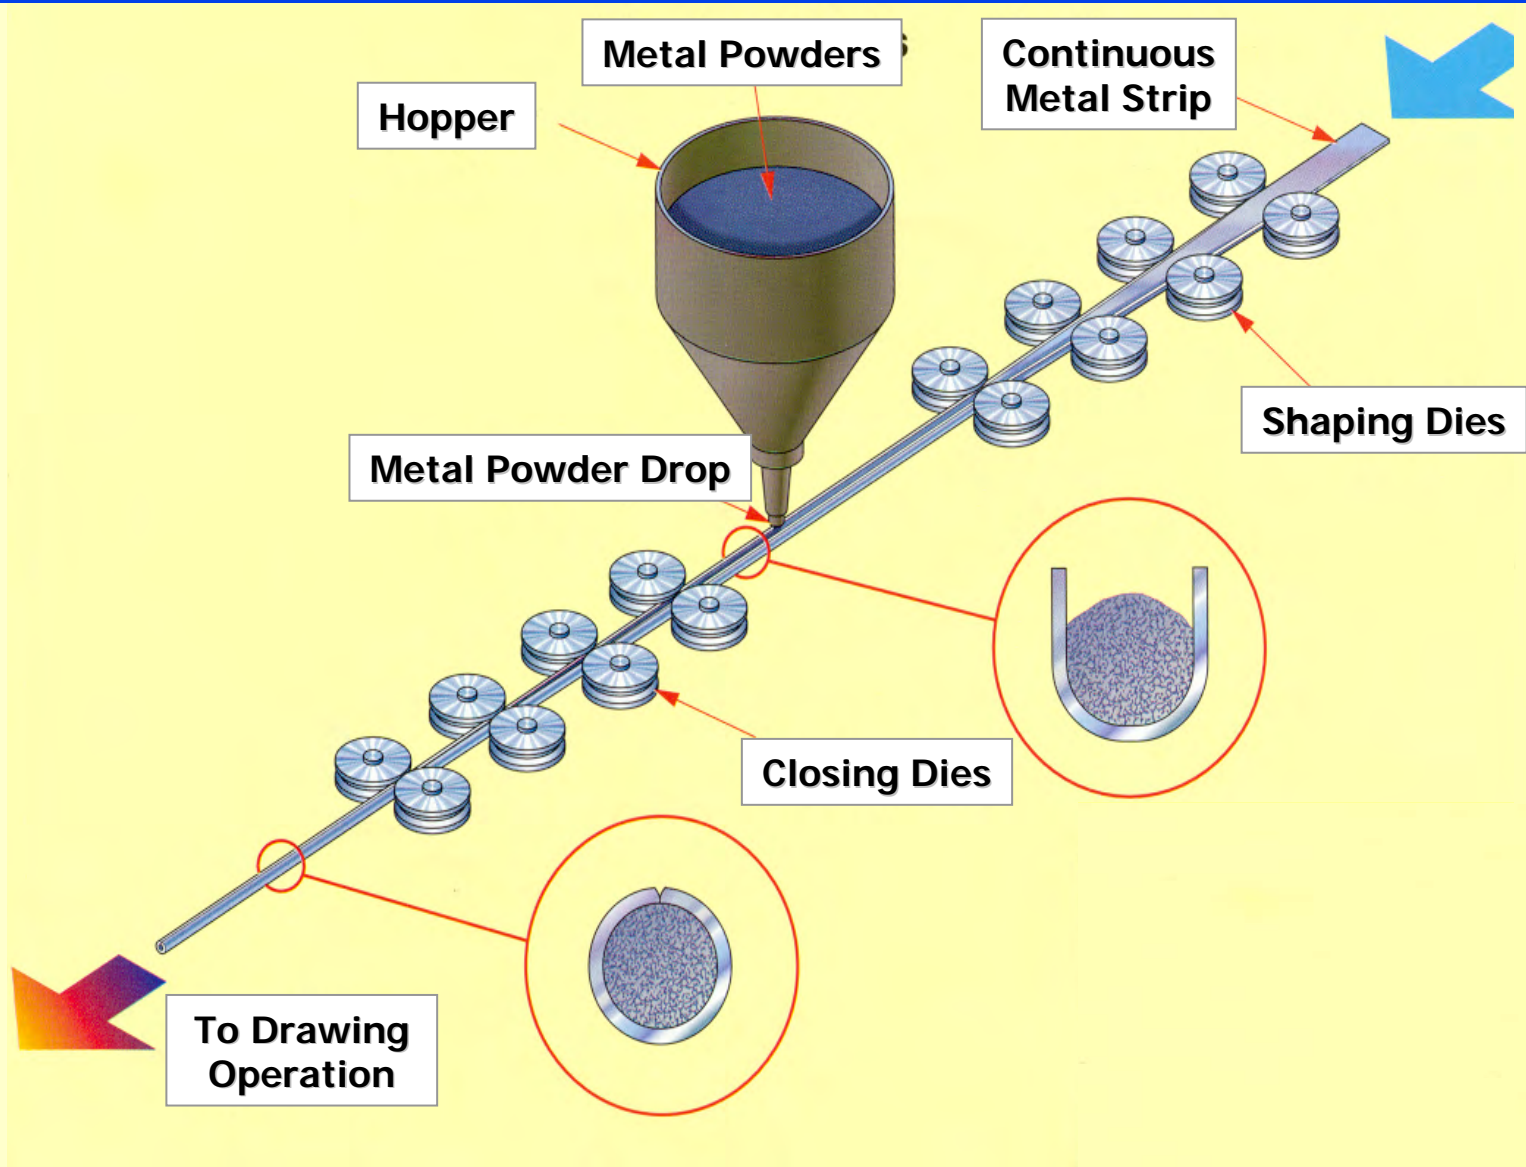 Metal Powders
s
Continuous
Metal Strip
Hopper
Shaping Dies
Metal Powder Drop
Closing Dies
To Drawing
Operation